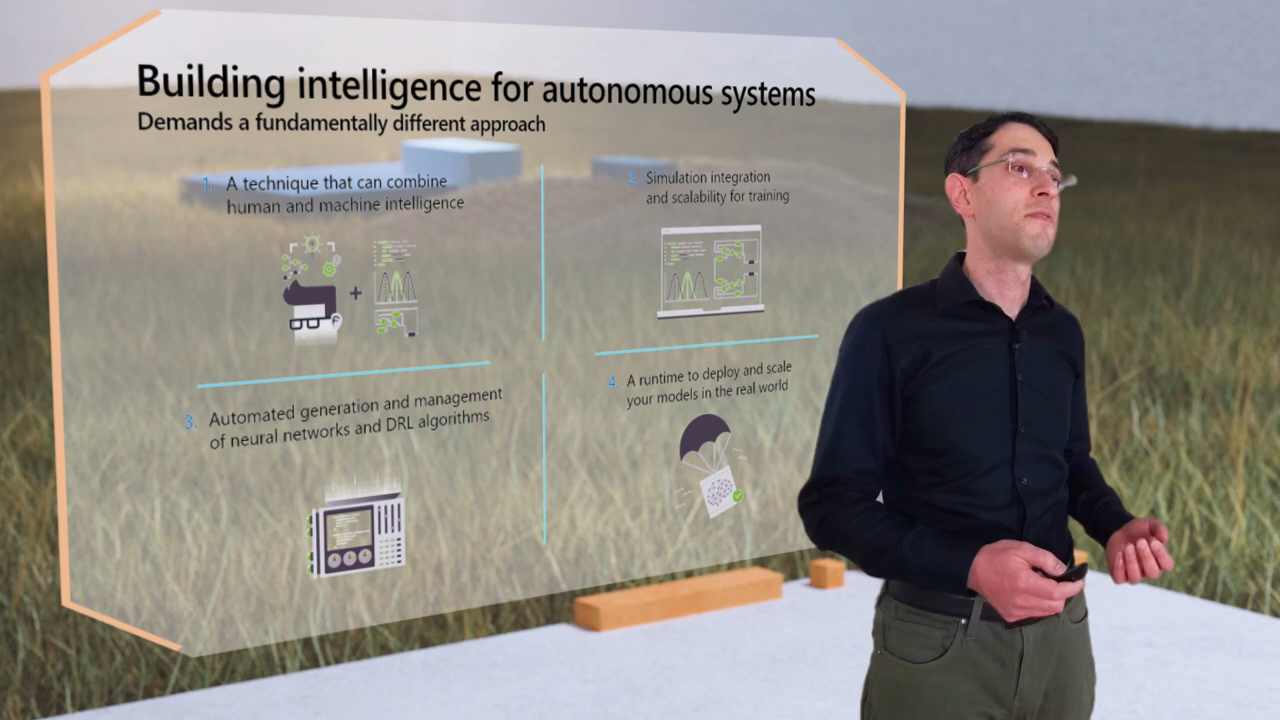 Building intelligence for autonomous systems
Demands a fundamentally different approach
1. A technique that can combine
human and machine intelligence
2. Simulation integration
and scalability for training
3. Automated generation and management
of neural networks and DRL algorithms
4. A runtime to deploy and scale
your models in the real world